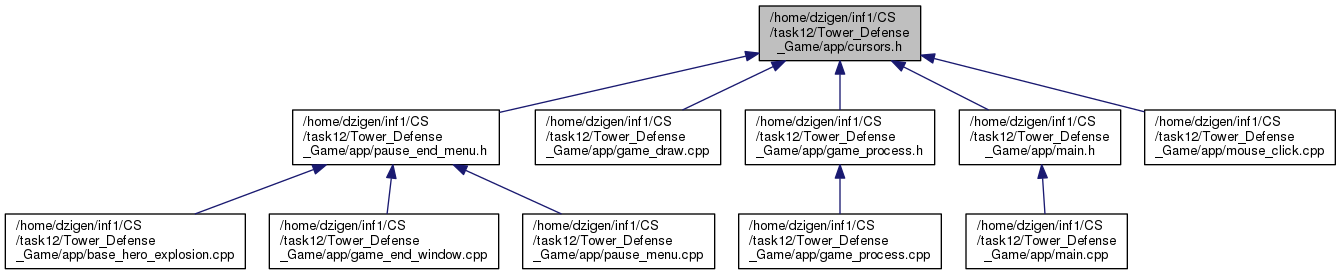 /home/dzigen/inf1/CS
/task12/Tower_Defense
_Game/app/cursors.h
/home/dzigen/inf1/CS
/task12/Tower_Defense
_Game/app/pause_end_menu.h
/home/dzigen/inf1/CS
/task12/Tower_Defense
_Game/app/game_draw.cpp
/home/dzigen/inf1/CS
/task12/Tower_Defense
_Game/app/game_process.h
/home/dzigen/inf1/CS
/task12/Tower_Defense
_Game/app/main.h
/home/dzigen/inf1/CS
/task12/Tower_Defense
_Game/app/mouse_click.cpp
/home/dzigen/inf1/CS
/task12/Tower_Defense
_Game/app/base_hero_explosion.cpp
/home/dzigen/inf1/CS
/task12/Tower_Defense
_Game/app/game_end_window.cpp
/home/dzigen/inf1/CS
/task12/Tower_Defense
_Game/app/pause_menu.cpp
/home/dzigen/inf1/CS
/task12/Tower_Defense
_Game/app/game_process.cpp
/home/dzigen/inf1/CS
/task12/Tower_Defense
_Game/app/main.cpp